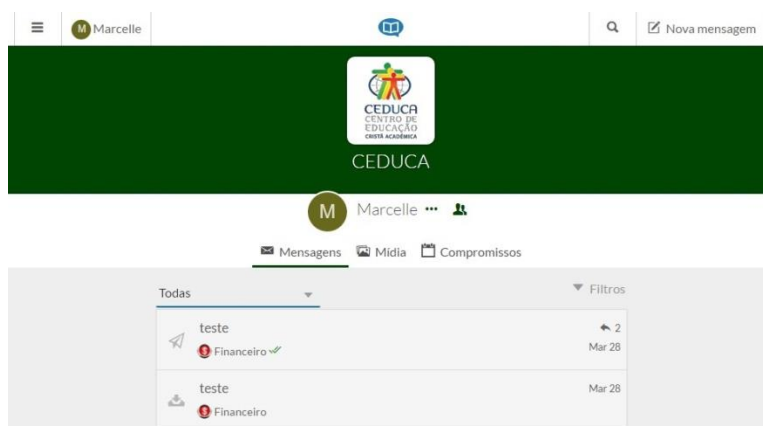 M Marcelle
Nova mensagem
CEDUCA
CENTRO DE
EDUCAÇÃO
CRISTÃ ACADÊMICA
CEDUCA
M Marcelle
Mensagens Mídia Compromissos
Todas
Filtros
teste
2
Financeiro
Mar 28
teste
Mar 28
Financeiro